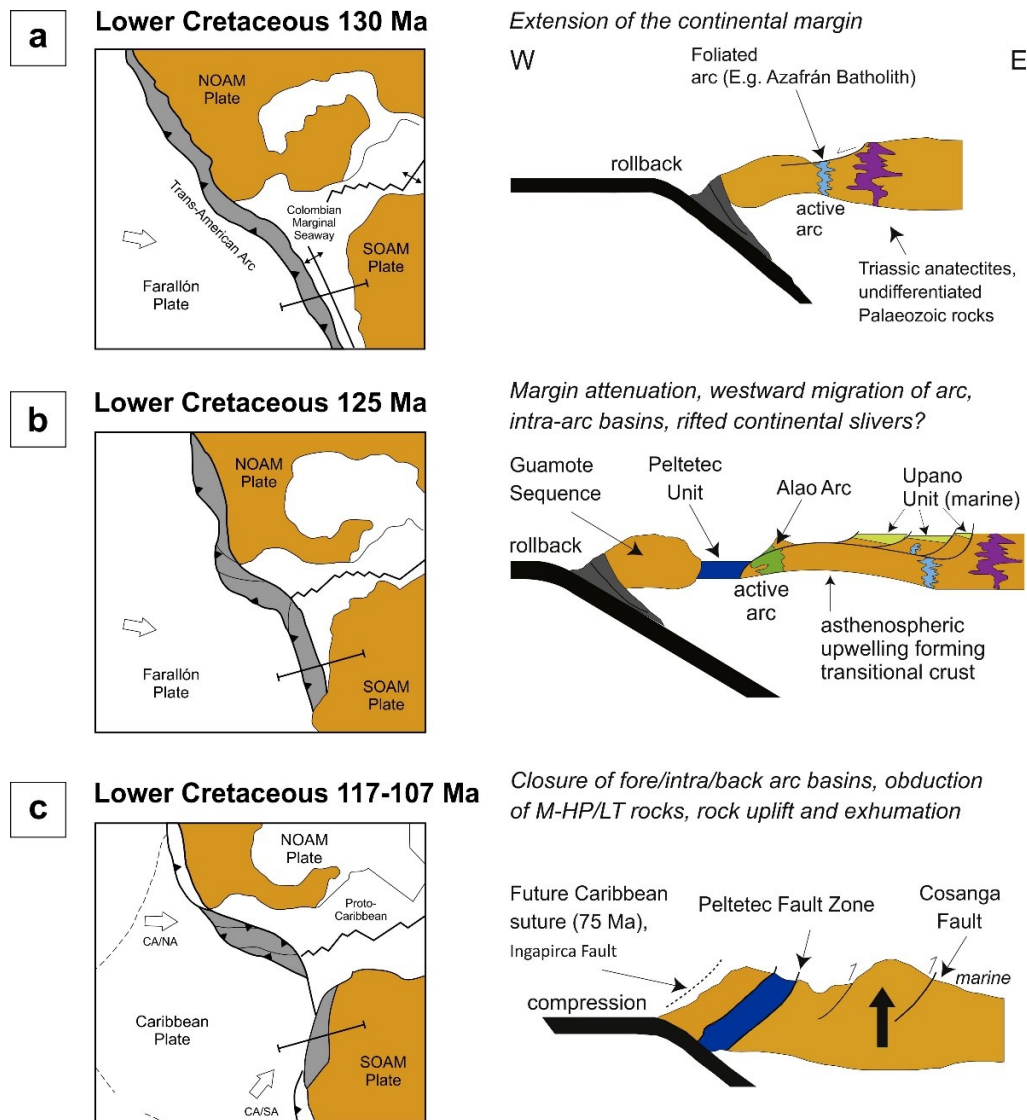 a
Lower Cretaceous 130 Ma
NOAM
Plate
Trans-American Arc
Colombian
Marginal
Seaway
SOAM
Plate
Farallón
Plate
Extension of the continental margin
W
E
Foliated
arc (E.g. Azafrán Batholith)
rollback
active
arc
Triassic anatectites,
undifferentiated
Palaeozoic rocks
b
Lower Cretaceous 125 Ma
NOAM
Plate
Farallón
Plate
SOAM
Plate
Margin attenuation, westward migration of arc,
intra-arc basins, rifted continental slivers?
Guamote
Sequence
Peltetec
Unit
Alao Arc
Upano
Unit (marine)
rollback
active
arc
asthenospheric
upwelling forming
transitional crust
c
Lower Cretaceous 117-107 Ma
NOAM
Plate
Proto-
Caribbean
CA/NA
Caribbean
Plate
SOAM
Plate
CA/SA
Closure of fore/intra/back arc basins, obduction
of M-HP/LT rocks, rock uplift and exhumation
Future Caribbean
suture (75 Ma),
Ingapirca Fault
Peltetec Fault Zone
Cosanga
Fault
marine
compression